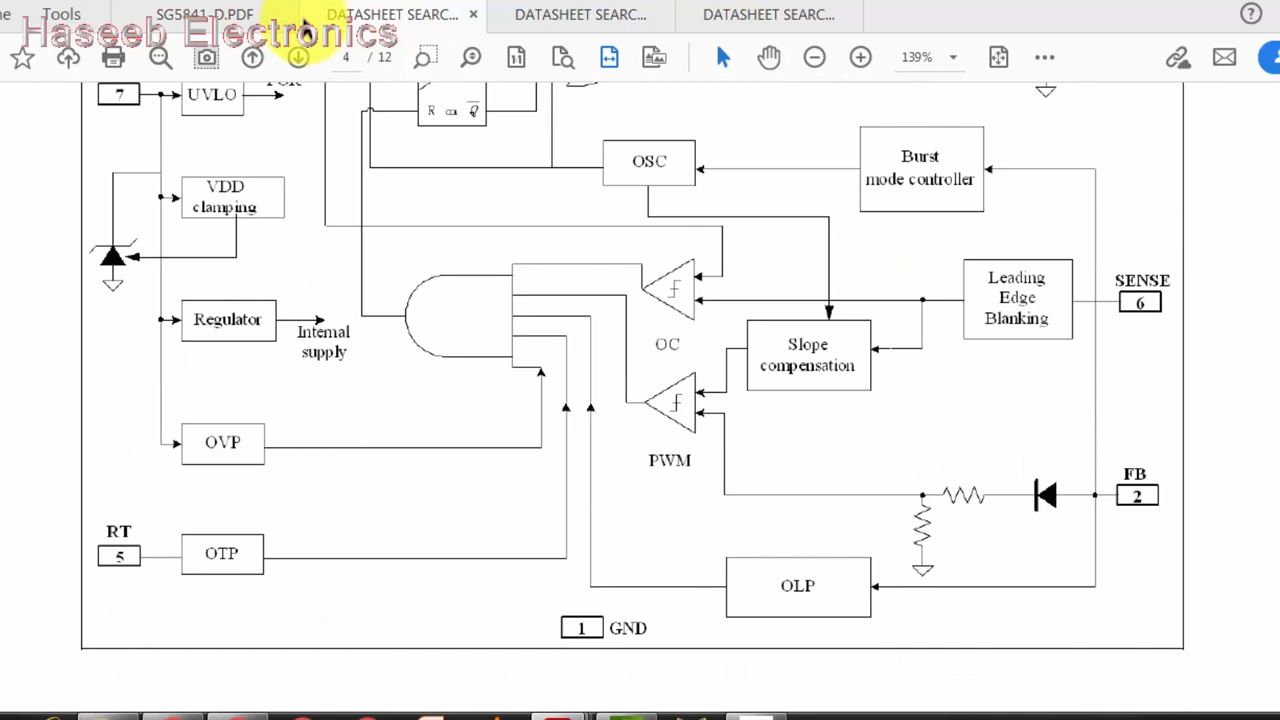 Tools
SG5841-D.PDF
DATASHEET SEARC...
DATASHEET SEARC...
DATASHEET SEARC...
Haseeb Electronics
4 / 12
139%
7
UVLO
R
Q
OSC
Burst
mode controller
VDD
clamping
Leading
Edge
Blanking
SENSE
6
Regulator
Internal
supply
OC
Slope
compensation
PWM
OVP
FB
2
RT
5
OTP
OLP
1 GND